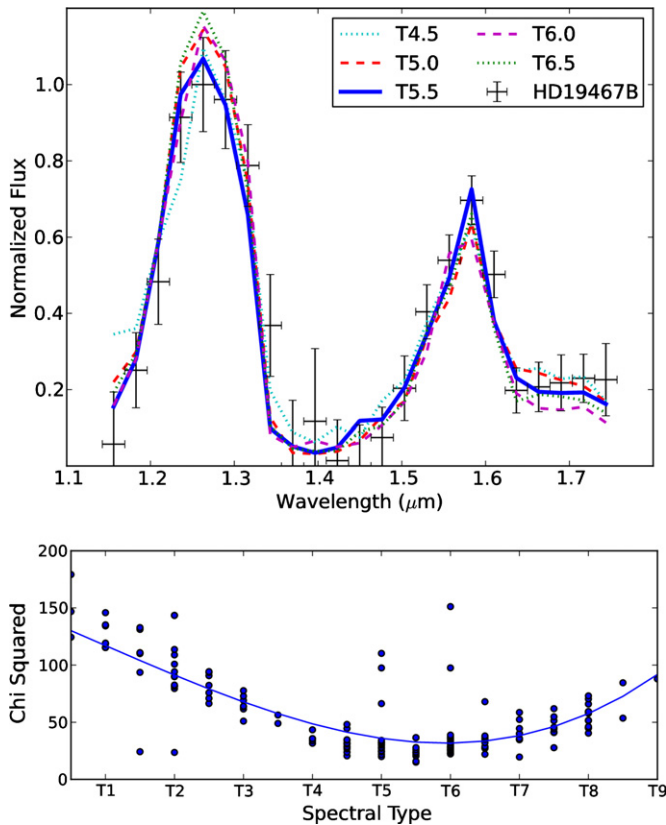 T4.5
T5.0
T5.5
T6.0
T6.5
HD19467B
Normalized Flux
1.0
0.8
0.6
0.4
0.2
1.1 1.2 1.3 1.4 1.5 1.6 1.7
Wavelength (μm)
Chi Squared
200
150
100
50
0
T1 T2 T3 T4 T5 T6 T7 T8 T9
Spectral Type